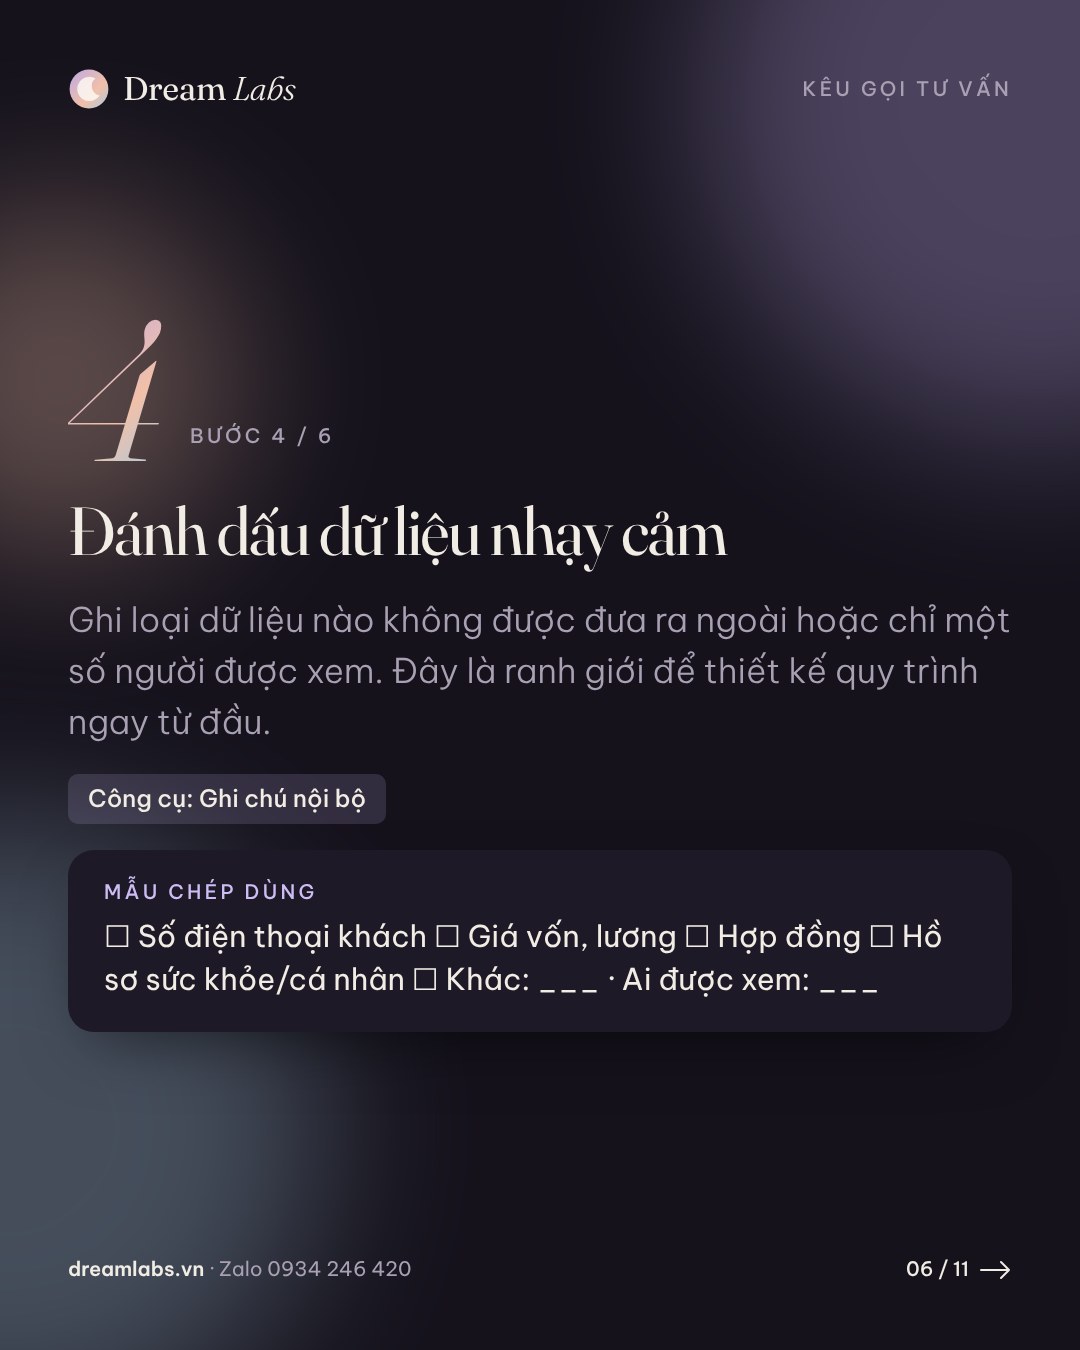 Dream Labs
KÊU GỌI TƯ VẤN
4
BƯỚC 4 / 6
Đánh dấu dữ liệu nhạy cảm
Ghi loại dữ liệu nào không được đưa ra ngoài hoặc chỉ một
số người được xem. Đây là ranh giới để thiết kế quy trình
ngay từ đầu.
Công cụ: Ghi chú nội bộ
MẪU CHÉP DÙNG
☐ Số điện thoại khách ☐ Giá vốn, lương ☐ Hợp đồng ☐ Hồ
sơ sức khỏe/cá nhân ☐ Khác: _ _ _ · Ai được xem: _ _ _
dreamlabs.vn · Zalo 0934 246 420
06 / 11 →